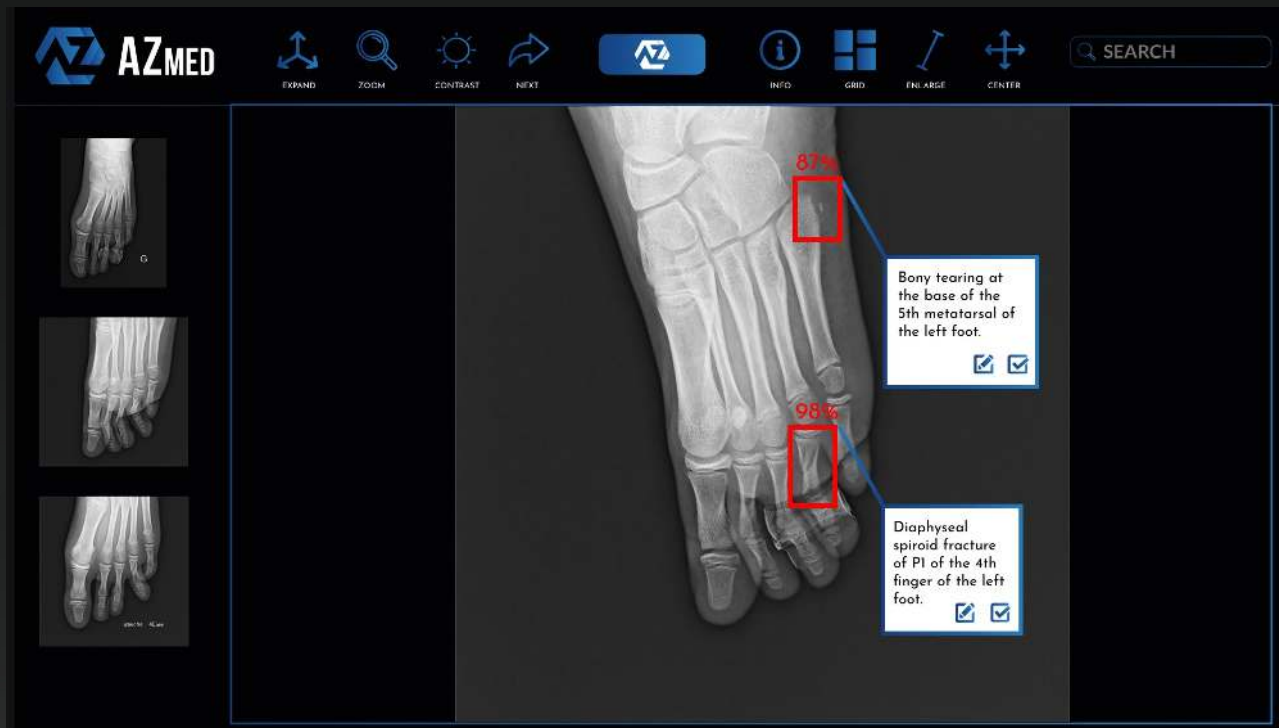 AZMED
EXPAND
ZOOM
CONTRAST
NEXT
INFO
GRID
ENLARGE
CENTER
SEARCH
G
87%
Bony tearing at
the base of the
5th metatarsal of
the left foot.
98%
Diaphyseal
spiroid fracture
of P1 of the 4th
finger of the left
foot.